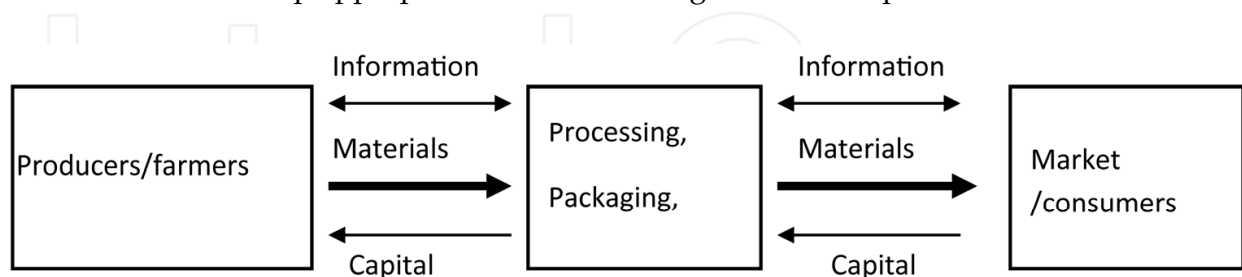 Information
Information
Producers/farmers
Materials
Processing,
Packaging,
Materials
Market
/consumers
Capital
Capital